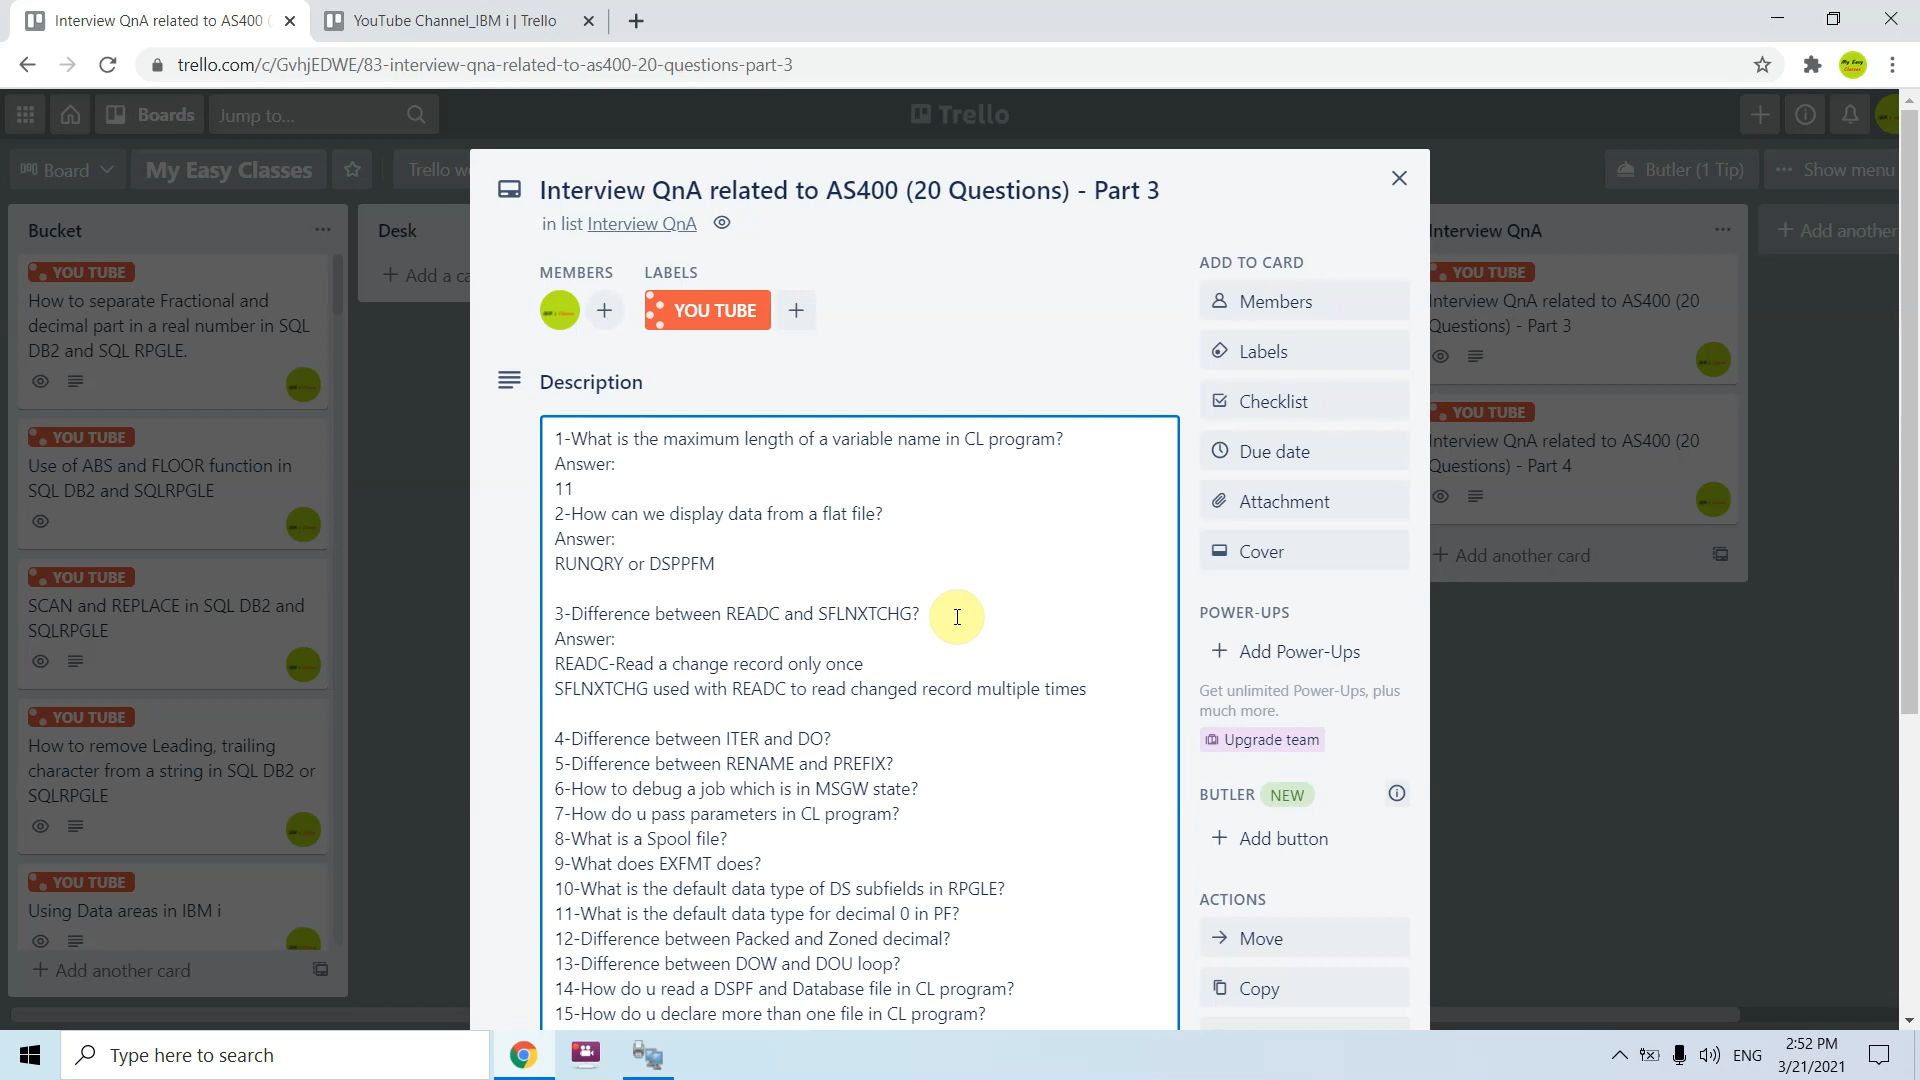 Interview QnA related to AS400 (
YouTube Channel_IBM i | Trello
trello.com/c/GvhjEDWE/83-interview-qna-related-to-as400-20-questions-part-3
Boards
Jump to...
Trello
Board
My Easy Classes
Trello w
Butler (1 Tip)
Show menu
Bucket
YOU TUBE
How to separate Fractional and
decimal part in a real number in SQL
DB2 and SQL RPGLE.
YOU TUBE
Use of ABS and FLOOR function in
SQL DB2 and SQLRPGLE
YOU TUBE
SCAN and REPLACE in SQL DB2 and
SQLRPGLE
YOU TUBE
How to remove Leading, trailing
character from a string in SQL DB2 or
SQLRPGLE
YOU TUBE
Using Data areas in IBM i
+ Add another card
Desk
+ Add a ca
Interview QnA related to AS400 (20 Questions) - Part 3
in list Interview QnA
MEMBERS
LABELS
YOU TUBE
Description
1-What is the maximum length of a variable name in CL program?
Answer:
11
2-How can we display data from a flat file?
Answer:
RUNQRY or DSPPFM
3-Difference between READC and SFLNXTCHG?
Answer:
READC-Read a change record only once
SFLNXTCHG used with READC to read changed record multiple times
4-Difference between ITER and DO?
5-Difference between RENAME and PREFIX?
6-How to debug a job which is in MSGW state?
7-How do u pass parameters in CL program?
8-What is a Spool file?
9-What does EXFMT does?
10-What is the default data type of DS subfields in RPGLE?
11-What is the default data type for decimal 0 in PF?
12-Difference between Packed and Zoned decimal?
13-Difference between DOW and DOU loop?
14-How do u read a DSPF and Database file in CL program?
15-How do u declare more than one file in CL program?
ADD TO CARD
Members
Labels
Checklist
Due date
Attachment
Cover
POWER-UPS
+ Add Power-Ups
Get unlimited Power-Ups, plus
much more.
Upgrade team
BUTLER NEW
+ Add button
ACTIONS
Move
Copy
Interview QnA
YOU TUBE
Interview QnA related to AS400 (20
Questions) - Part 3
YOU TUBE
Interview QnA related to AS400 (20
Questions) - Part 4
+ Add another card
+ Add another
Type here to search
ENG
2:52 PM
3/21/2021